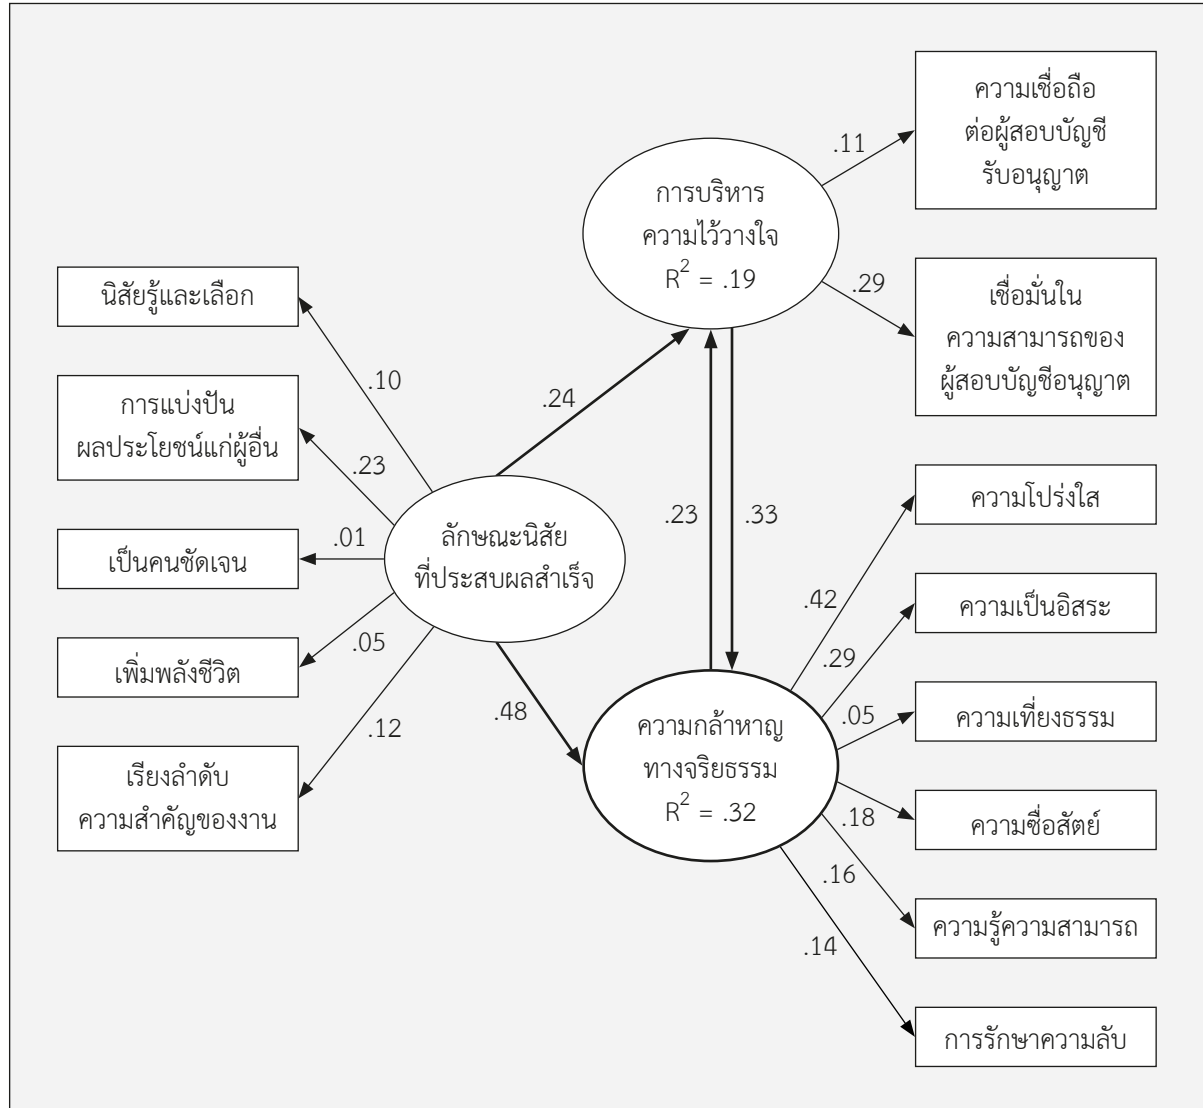 ความเชื่อถือ
ต่อผู้สอบบัญชี
รับอนุญาต
.11
การบริหาร
ความไว้วางใจ
R² = .19
.29
เชื่อมั่นใน
ความสามารถของ
ผู้สอบบัญชีอนุญาต
นิสัยรู้และเลือก
.10
.24
การแบ่งปัน
ผลประโยชน์แก่ผู้อื่น
.23
.23
.33
ความโปร่งใส
.42
เป็นคนชัดเจน
.01
ลักษณะนิสัย
ที่ประสบผลสำเร็จ
ความเป็นอิสระ
.29
เพิ่มพลังชีวิต
.05
.48
.05
ความเที่ยงธรรม
.12
เรียงลำดับ
ความสำคัญของงาน
ความกล้าหาญ
ทางจริยธรรม
R² = .32
.18
ความซื่อสัตย์
.16
ความรู้ความสามารถ
.14
การรักษาความลับ